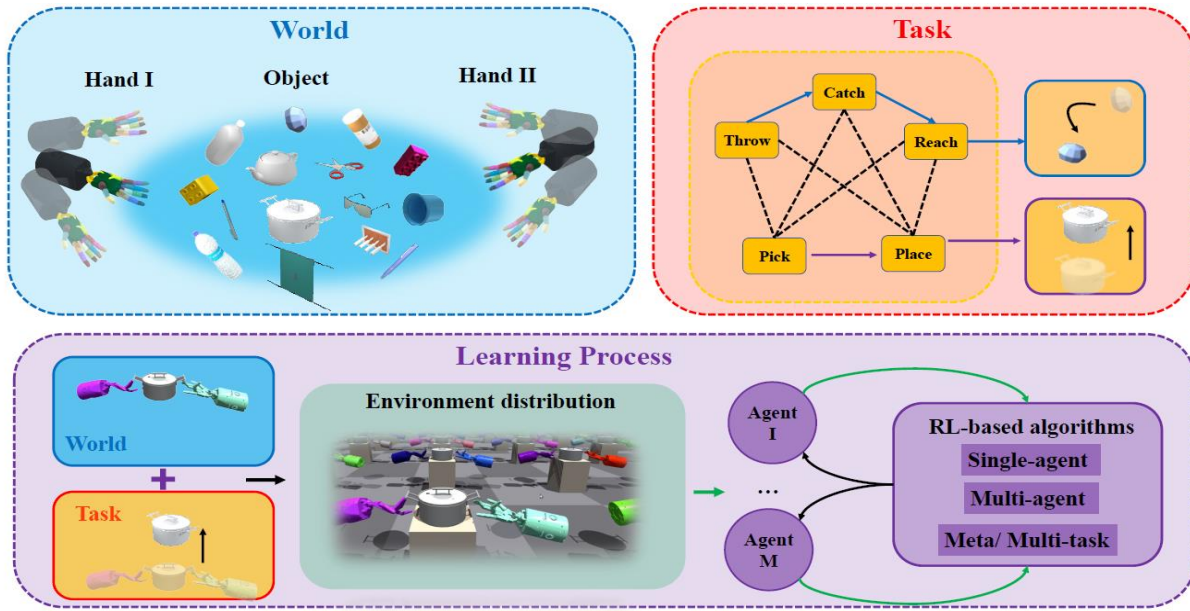 World
Hand I
Object
Hand II
Task
Catch
Throw
Reach
Pick
Place
Learning Process
World
+
Task
Environment distribution
Agent
I
...
Agent
M
RL-based algorithms
Single-agent
Multi-agent
Meta/ Multi-task